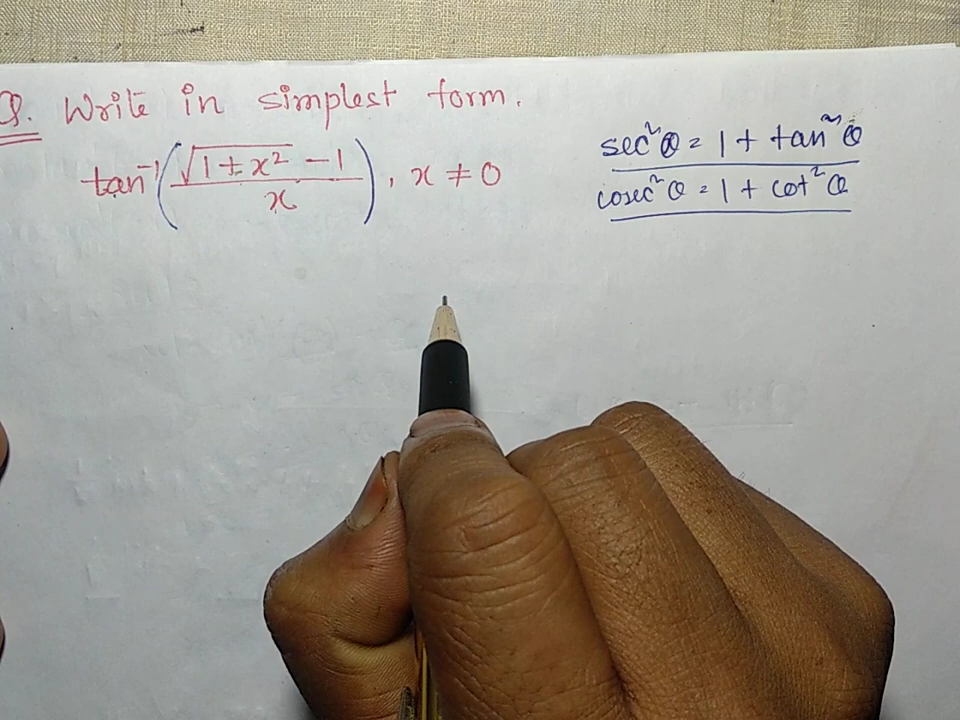 Q. Write in simplest form.
tan⁻¹(√(1+x²) -1 / x), x ≠ 0
sec²θ = 1 + tan²θ
cosec²θ = 1 + cot²θ